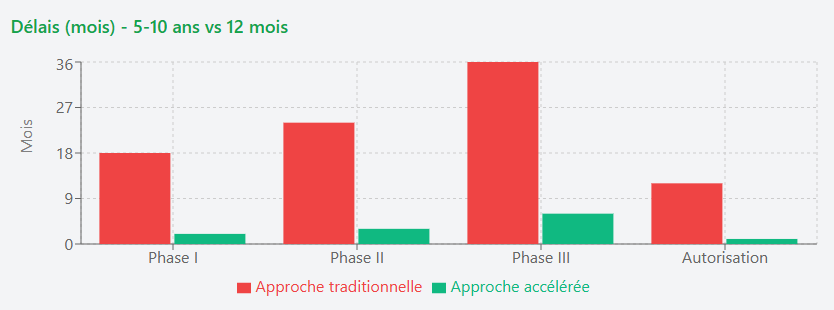 Délais (mois) - 5-10 ans vs 12 mois
36
27
18
9
0
Mois
Phase I
Phase II
Phase III
Autorisation
Approche traditionnelle
Approche accélérée